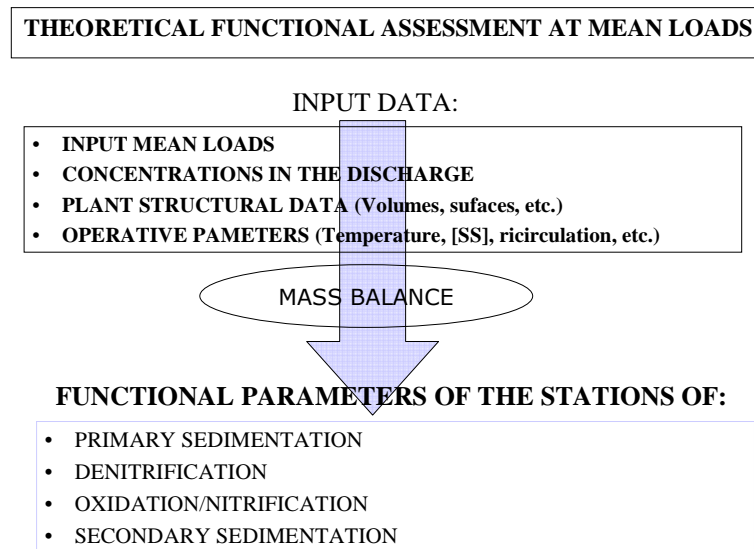 THEORETICAL FUNCTIONAL ASSESSMENT AT MEAN LOADS
INPUT DATA:
• INPUT MEAN LOADS
• CONCENTRATIONS IN THE DISCHARGE
• PLANT STRUCTURAL DATA (Volumes, sufaces, etc.)
• OPERATIVE PAMETERS (Temperature, [SS], ricirculation, etc.)
MASS BALANCE
FUNCTIONAL PARAMETERS OF THE STATIONS OF:
• PRIMARY SEDIMENTATION
• DENITRIFICATION
• OXIDATION/NITRIFICATION
• SECONDARY SEDIMENTATION